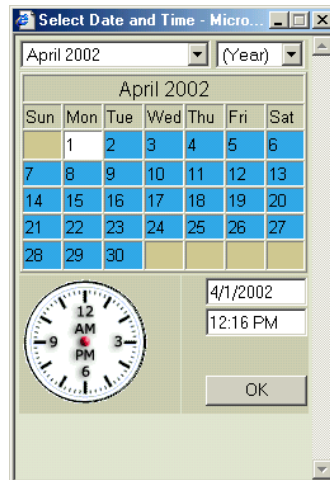 Select Date and Time - Micro...
April 2002 (Year)
April 2002
Sun Mon Tue Wed Thu Fri Sat
1 2 3 4 5 6
7 8 9 10 11 12 13
14 15 16 17 18 19 20
21 22 23 24 25 26 27
28 29 30
4/1/2002
12:16 PM
12
AM
9 3
PM
6
OK